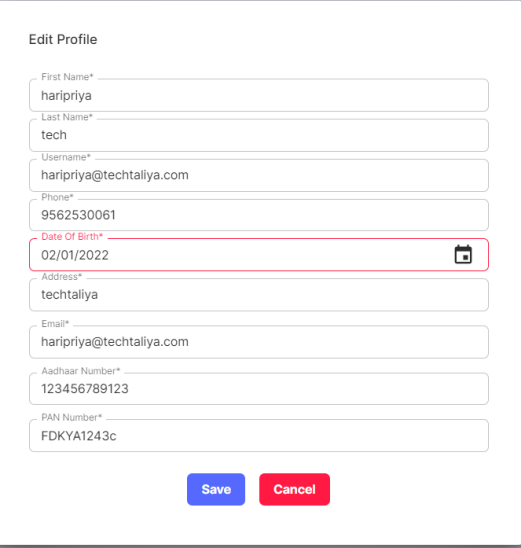 Edit Profile
First Name*
haripriya
Last Name*
tech
Username*
haripriya@techtaliya.com
Phone*
9562530061
Date Of Birth*
02/01/2022
Address*
techtaliya
Email*
haripriya@techtaliya.com
Aadhaar Number*
123456789123
PAN Number*
FDKYA1243c
Save Cancel